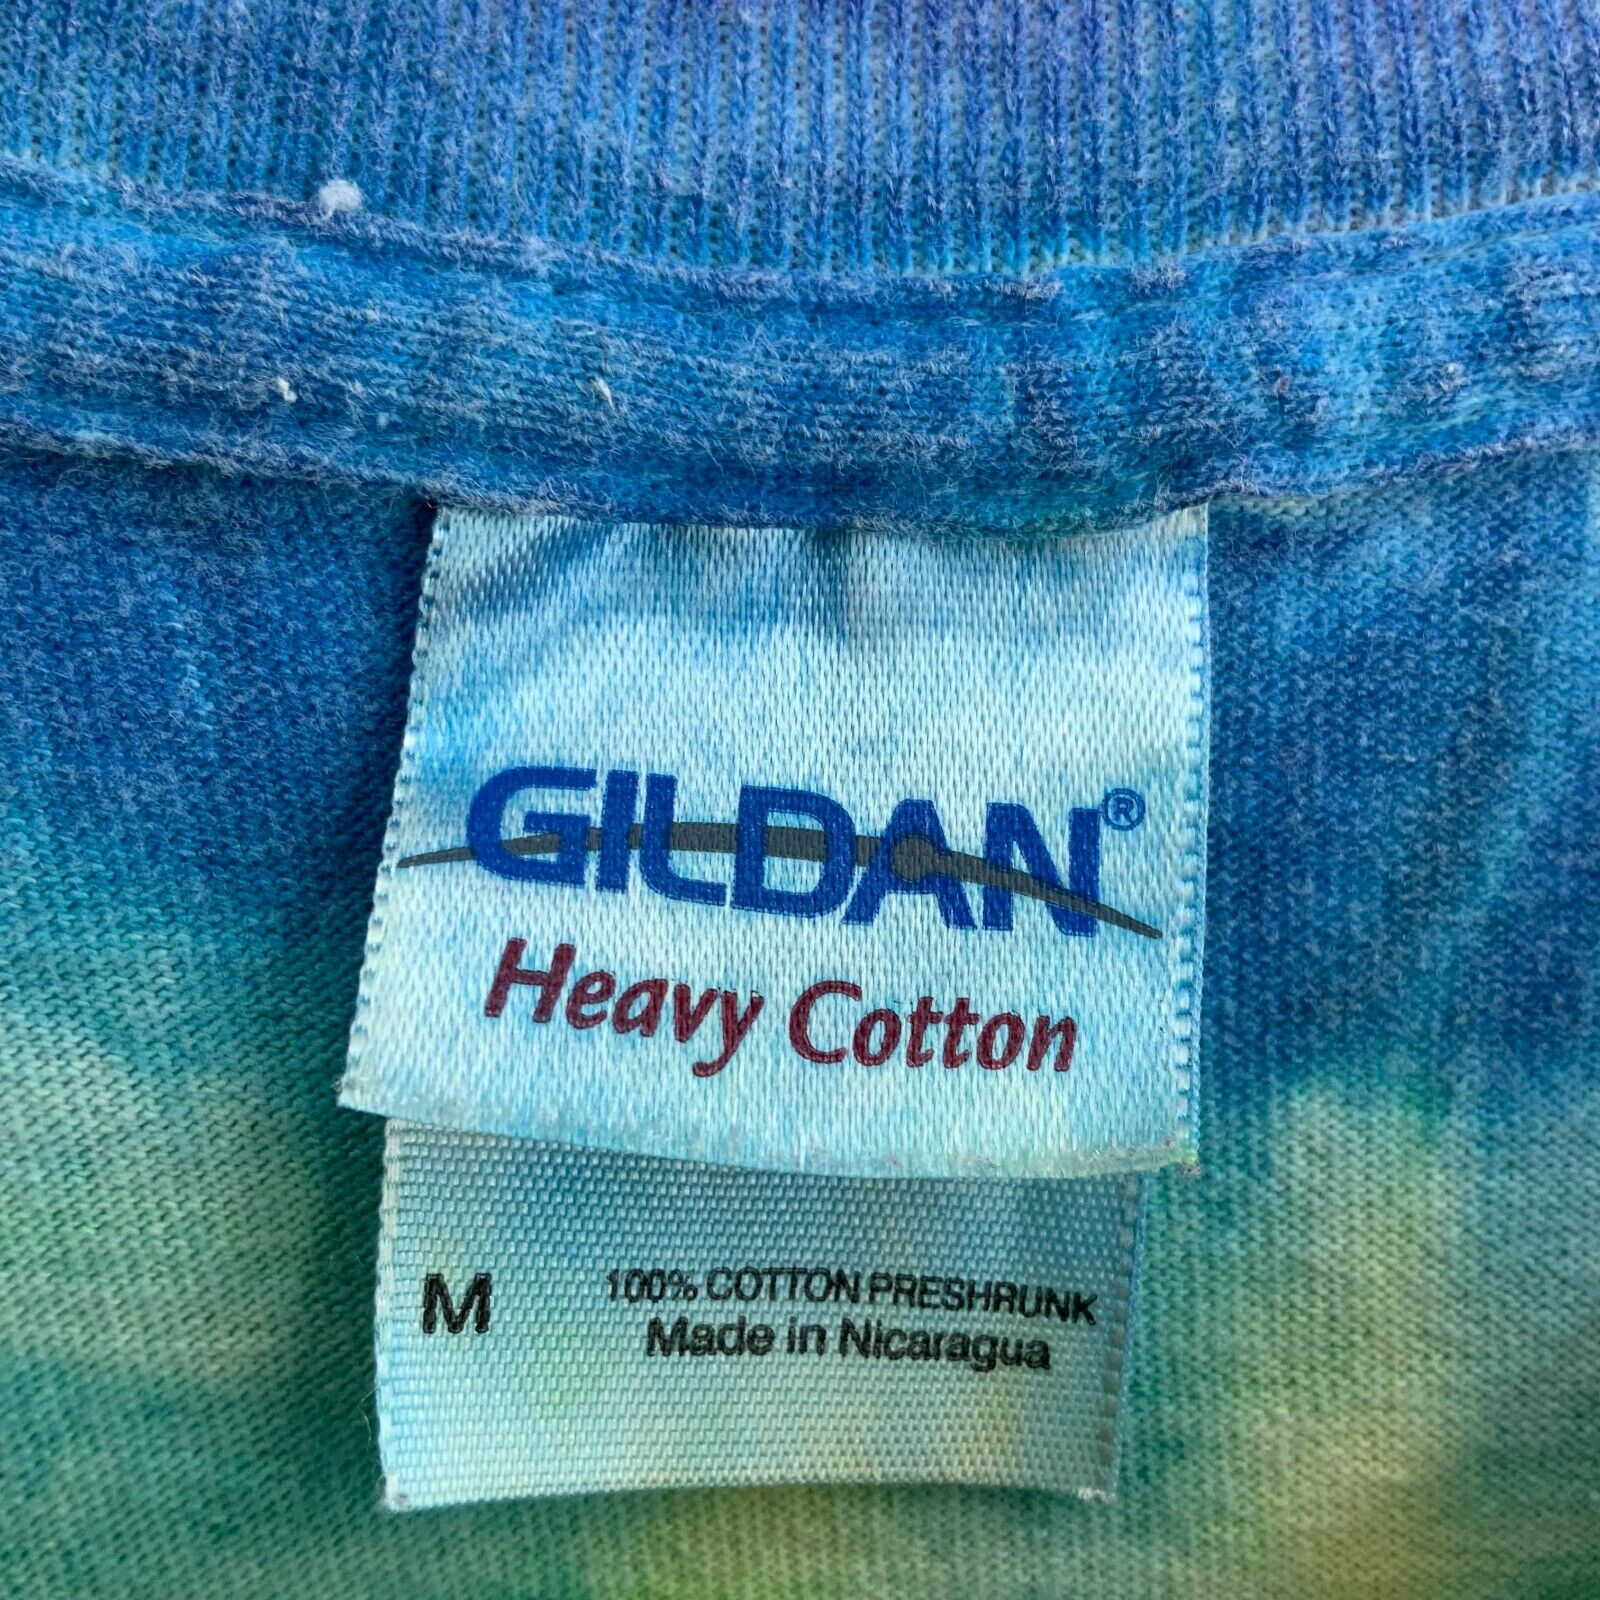 GILDAN®
Heavy Cotton
M 100% COTTON PRESHRUNK
Made in Nicaragua